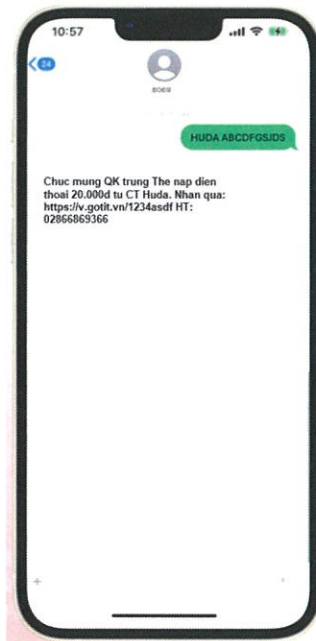 10:57
24
8069
HUDA ABCDFGSJDS
Chuc mung QK trung The nap dien
thoai 20.000d tu CT Huda. Nhan qua:
https://v.gotit.vn/1234asdf HT:
02866869366